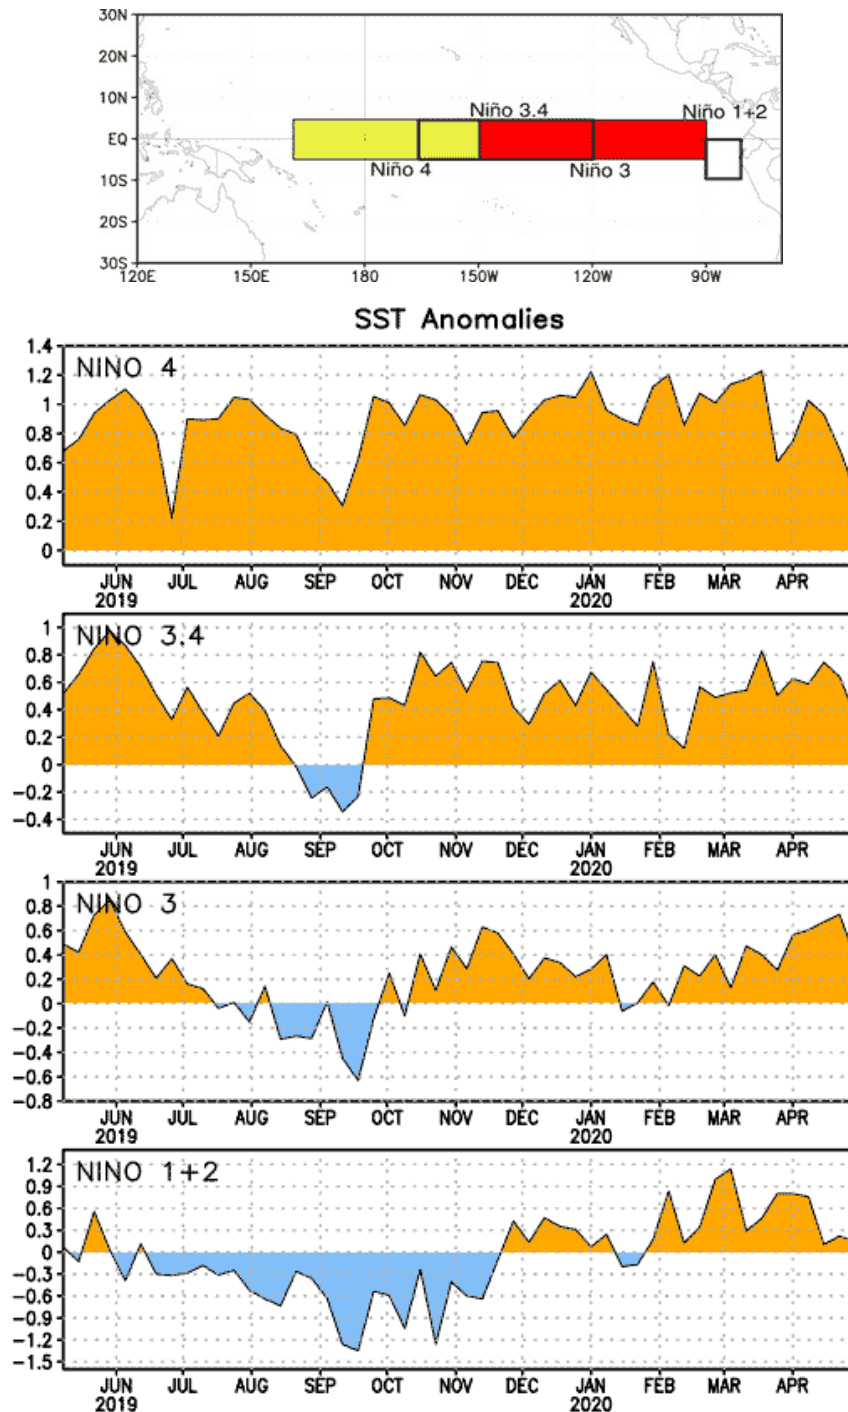 30N
20N
10N
EQ
10S
20S
30S
Niño 3.4
Niño 1+2
Niño 4
Niño 3
120E 150E 180 150W 120W 90W
SST Anomalies
NINO 4
1.4
1.2
1
0.8
0.6
0.4
0.2
0
JUN JUL AUG SEP OCT NOV DEC JAN FEB MAR APR
2019 2020
NINO 3.4
1
0.8
0.6
0.4
0.2
0
−0.2
−0.4
JUN JUL AUG SEP OCT NOV DEC JAN FEB MAR APR
2019 2020
NINO 3
1
0.8
0.6
0.4
0.2
0
−0.2
−0.4
−0.6
−0.8
JUN JUL AUG SEP OCT NOV DEC JAN FEB MAR APR
2019 2020
NINO 1+2
1.2
0.9
0.6
0.3
0
−0.3
−0.6
−0.9
−1.2
−1.5
JUN JUL AUG SEP OCT NOV DEC JAN FEB MAR APR
2019 2020